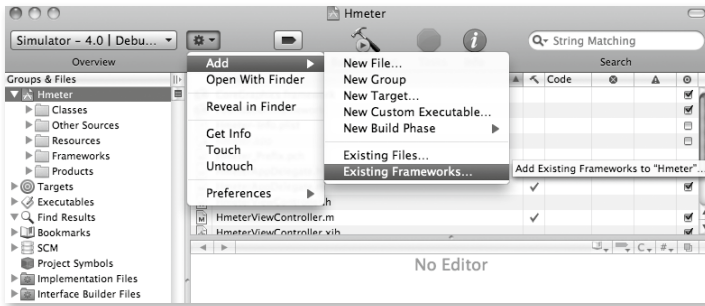 Hmeter
Simulator - 4.0 | Debu...
String Matching
Overview
Search
Groups & Files
Code
Hmeter
Classes
Other Sources
Resources
Frameworks
Products
Targets
Executables
Find Results
Bookmarks
SCM
Project Symbols
Implementation Files
Interface Builder Files
Add
Open With Finder
Reveal in Finder
Get Info
Touch
Untouch
Preferences
New File...
New Group
New Target...
New Custom Executable...
New Build Phase
Existing Files...
Existing Frameworks...
Add Existing Frameworks to "Hmeter"...
.h
HmeterViewController.m
HmeterViewController.xib
No Editor